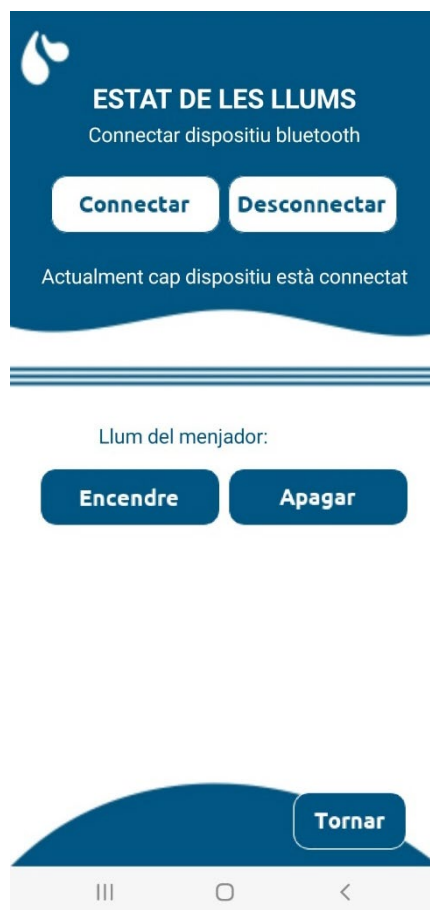 ESTAT DE LES LLUMS
Connectar dispositiu bluetooth
Connectar Desconnectar
Actualment cap dispositiu està connectat
Llum del menjador:
Encendre Apagar
Tornar